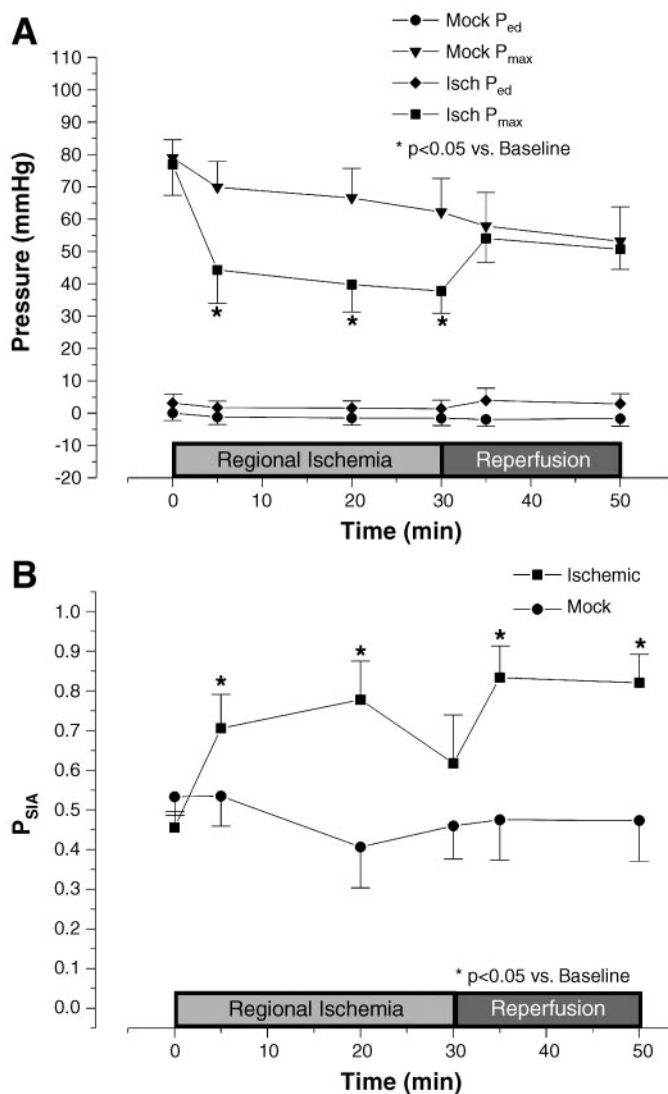 A
Mock Ped
Mock Pmax
Isch Ped
Isch Pmax
* p<0.05 vs. Baseline
Pressure (mmHg)
110
100
90
80
70
60
50
40
30
20
10
0
-10
-20
* * *
Regional Ischemia Reperfusion
0 10 20 30 40 50
Time (min)
B
Ischemic
Mock
PSIA
1.0
0.9
0.8
0.7
0.6
0.5
0.4
0.3
0.2
0.1
0.0
* * * *
* p<0.05 vs. Baseline
Regional Ischemia Reperfusion
0 10 20 30 40 50
Time (min)